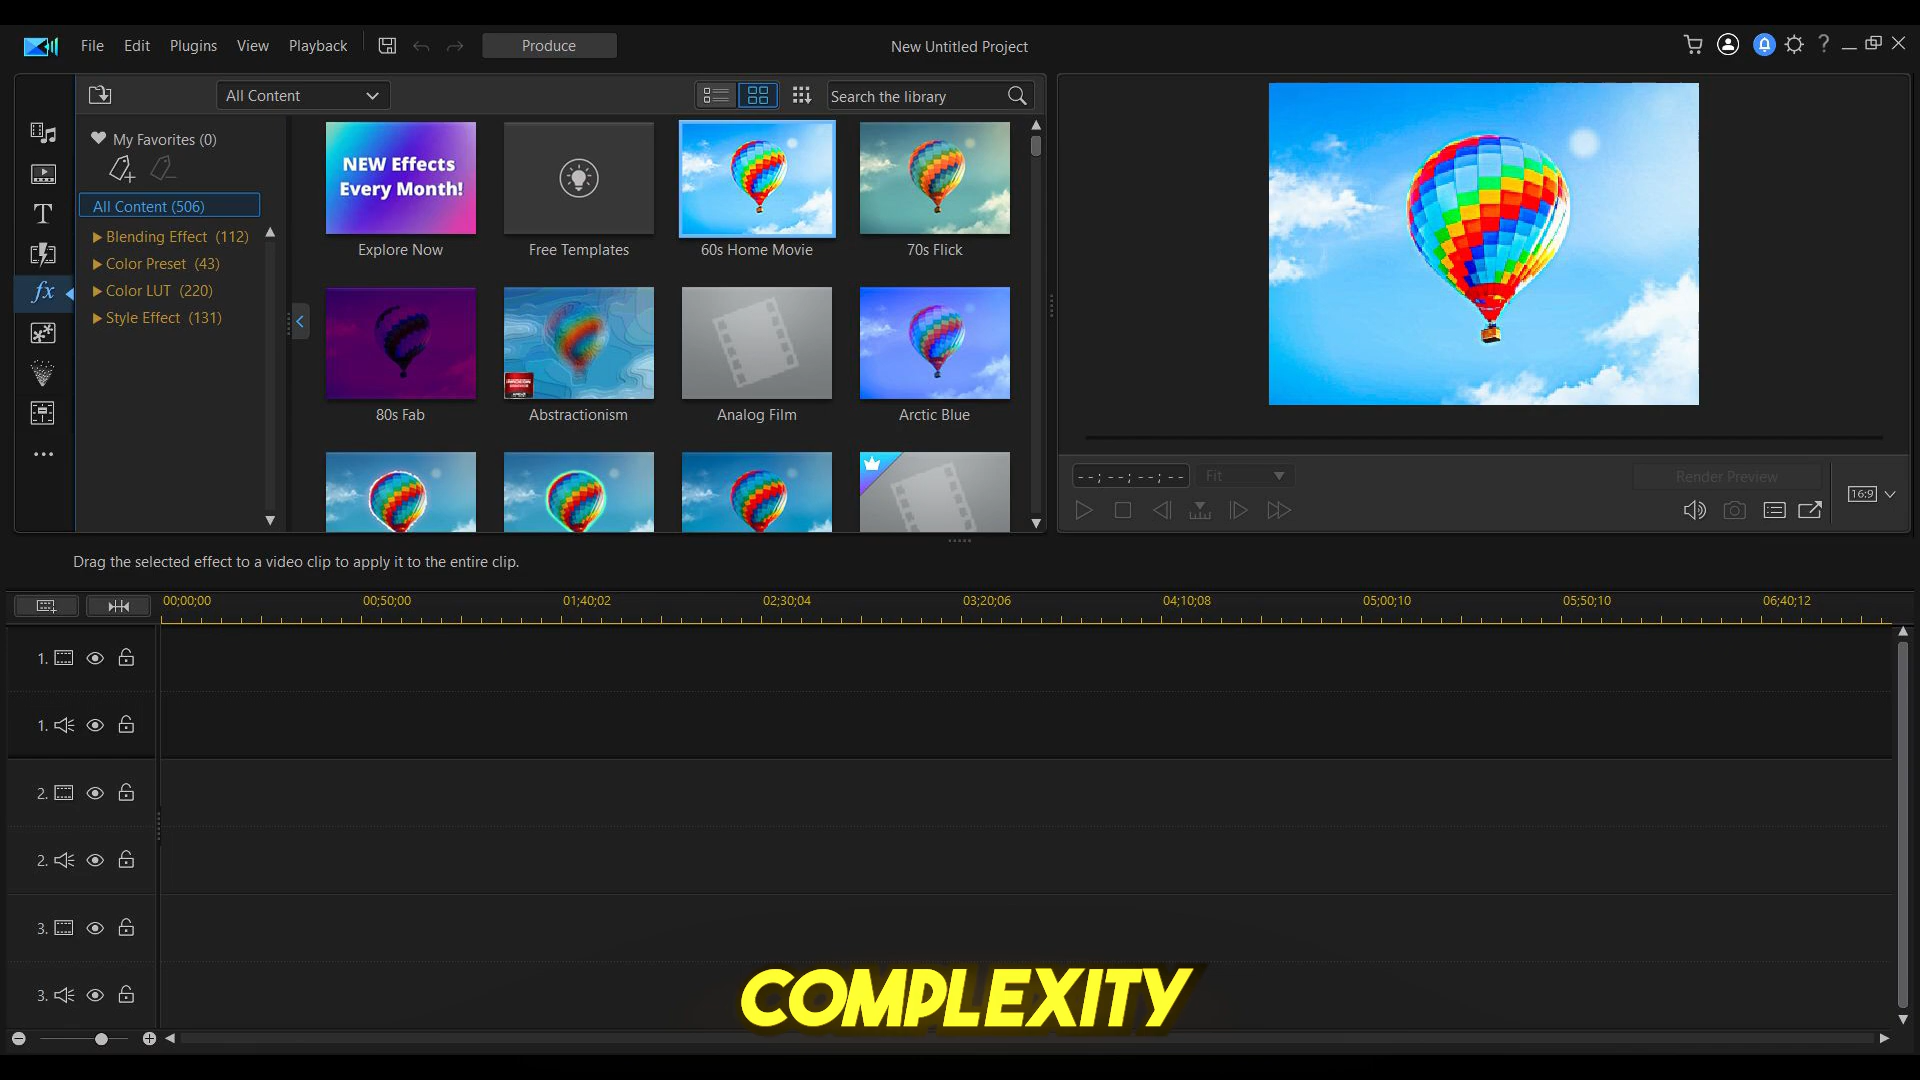 File Edit Plugins View Playback Produce New Untitled Project
All Content Search the library
My Favorites (0)
All Content (506)
Blending Effect (112)
Color Preset (43)
Color LUT (220)
Style Effect (131)
NEW Effects
Every Month!
Explore Now Free Templates 60s Home Movie 70s Flick
80s Fab Abstractionism Analog Film Arctic Blue
--;--;--;-- Fit Render Preview
16:9
Drag the selected effect to a video clip to apply it to the entire clip.
00;00;00 00;50;00 01;40;02 02;30;04 03;20;06 04;10;08 05;00;10 05;50;10 06;40;12
1.
1.
2.
2.
3.
3.
COMPLEXITY